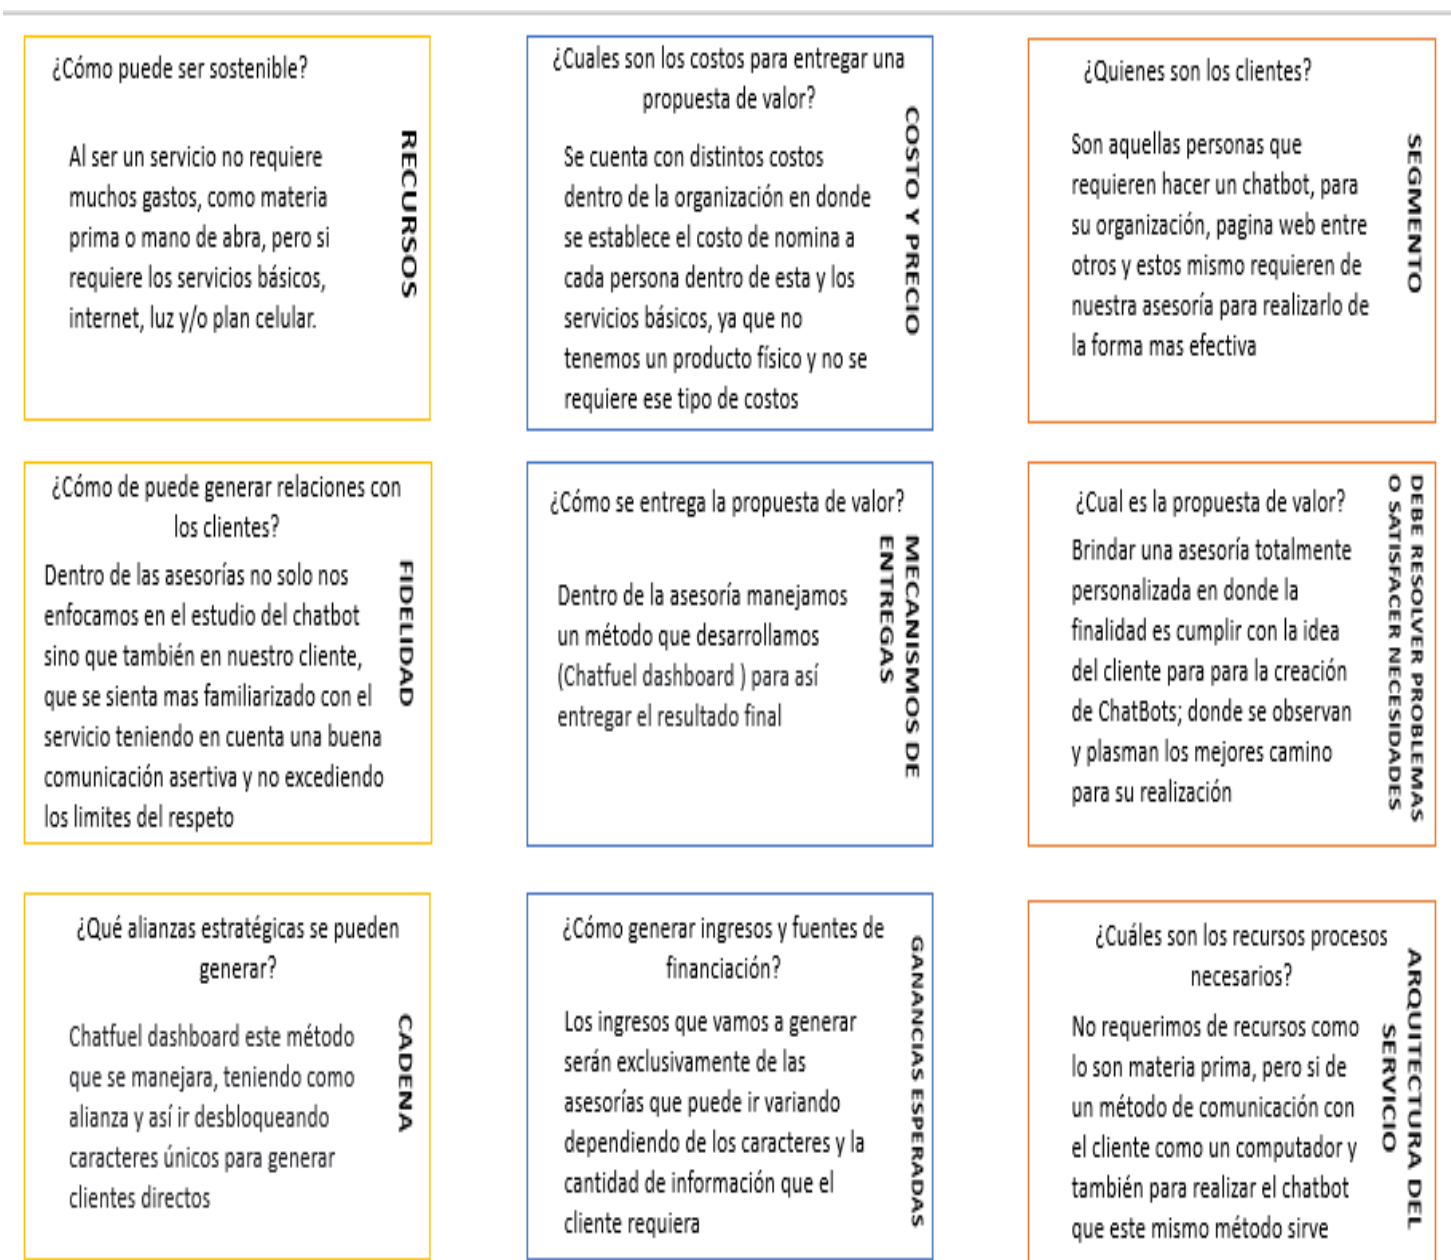 ¿Cómo puede ser sostenible?
Al ser un servicio no requiere
muchos gastos, como materia
prima o mano de abra, pero si
requiere los servicios básicos,
internet, luz y/o plan celular.
RECURSOS
¿Cuales son los costos para entregar una
propuesta de valor?
Se cuenta con distintos costos
dentro de la organización en donde
se establece el costo de nomina a
cada persona dentro de esta y los
servicios básicos, ya que no
tenemos un producto físico y no se
requiere ese tipo de costos
COSTO Y PRECIO
¿Quienes son los clientes?
Son aquellas personas que
requieren hacer un chatbot, para
su organización, pagina web entre
otros y estos mismo requieren de
nuestra asesoría para realizarlo de
la forma mas efectiva
SEGMENTO
¿Cómo de puede generar relaciones con
los clientes?
Dentro de las asesorías no solo nos
enfocamos en el estudio del chatbot
sino que también en nuestro cliente,
que se sienta mas familiarizado con el
servicio teniendo en cuenta una buena
comunicación asertiva y no excediendo
los limites del respeto
FIDELIDAD
¿Cómo se entrega la propuesta de valor?
Dentro de la asesoría manejamos
un método que desarrollamos
(Chatfuel dashboard ) para así
entregar el resultado final
MECANISMOS DE
ENTREGAS
¿Cual es la propuesta de valor?
Brindar una asesoría totalmente
personalizada en donde la
finalidad es cumplir con la idea
del cliente para para la creación
de ChatBots; donde se observan
y plasman los mejores camino
para su realización
DEBE RESOLVER PROBLEMAS
O SATISFACER NECESIDADES
¿Qué alianzas estratégicas se pueden
generar?
Chatfuel dashboard este método
que se manejara, teniendo como
alianza y así ir desbloqueando
caracteres únicos para generar
clientes directos
CADENA
¿Cómo generar ingresos y fuentes de
financiación?
Los ingresos que vamos a generar
serán exclusivamente de las
asesorías que puede ir variando
dependiendo de los caracteres y la
cantidad de información que el
cliente requiera
GANANCIAS ESPERADAS
¿Cuáles son los recursos procesos
necesarios?
No requerimos de recursos como
lo son materia prima, pero si de
un método de comunicación con
el cliente como un computador y
también para realizar el chatbot
que este mismo método sirve
ARQUITECTURA DEL
SERVICIO